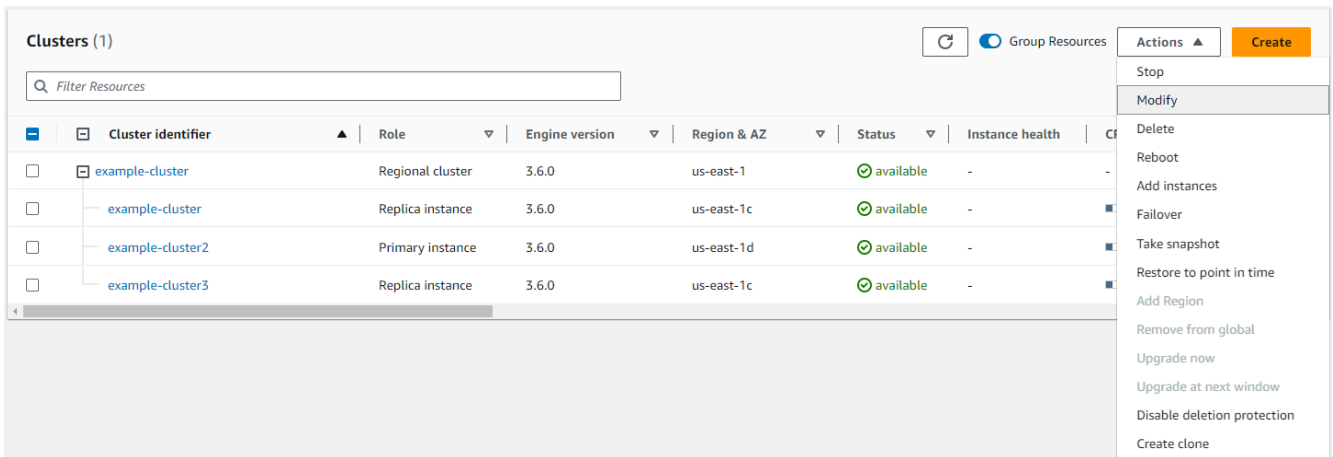 Clusters (1)
Group Resources
Actions
Create
Filter Resources
Cluster identifier Role Engine version Region & AZ Status Instance health
example-cluster Regional cluster 3.6.0 us-east-1 available - -
example-cluster Replica instance 3.6.0 us-east-1c available -
example-cluster2 Primary instance 3.6.0 us-east-1d available -
example-cluster3 Replica instance 3.6.0 us-east-1c available -
Stop
Modify
Delete
Reboot
Add instances
Failover
Take snapshot
Restore to point in time
Add Region
Remove from global
Upgrade now
Upgrade at next window
Disable deletion protection
Create clone